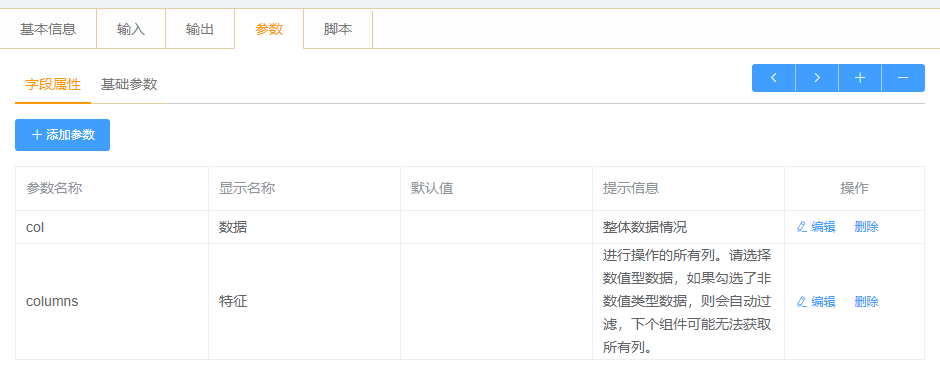 基本信息 输入 输出 参数 脚本
字段属性 基础参数
添加参数
参数名称 显示名称 默认值 提示信息 操作
col 数据 整体数据情况 编辑 删除
columns 特征 进行操作的所有列。请选择
数值型数据，如果勾选了非
数值类型数据，则会自动过
滤，下个组件可能无法获取
所有列。
编辑 删除